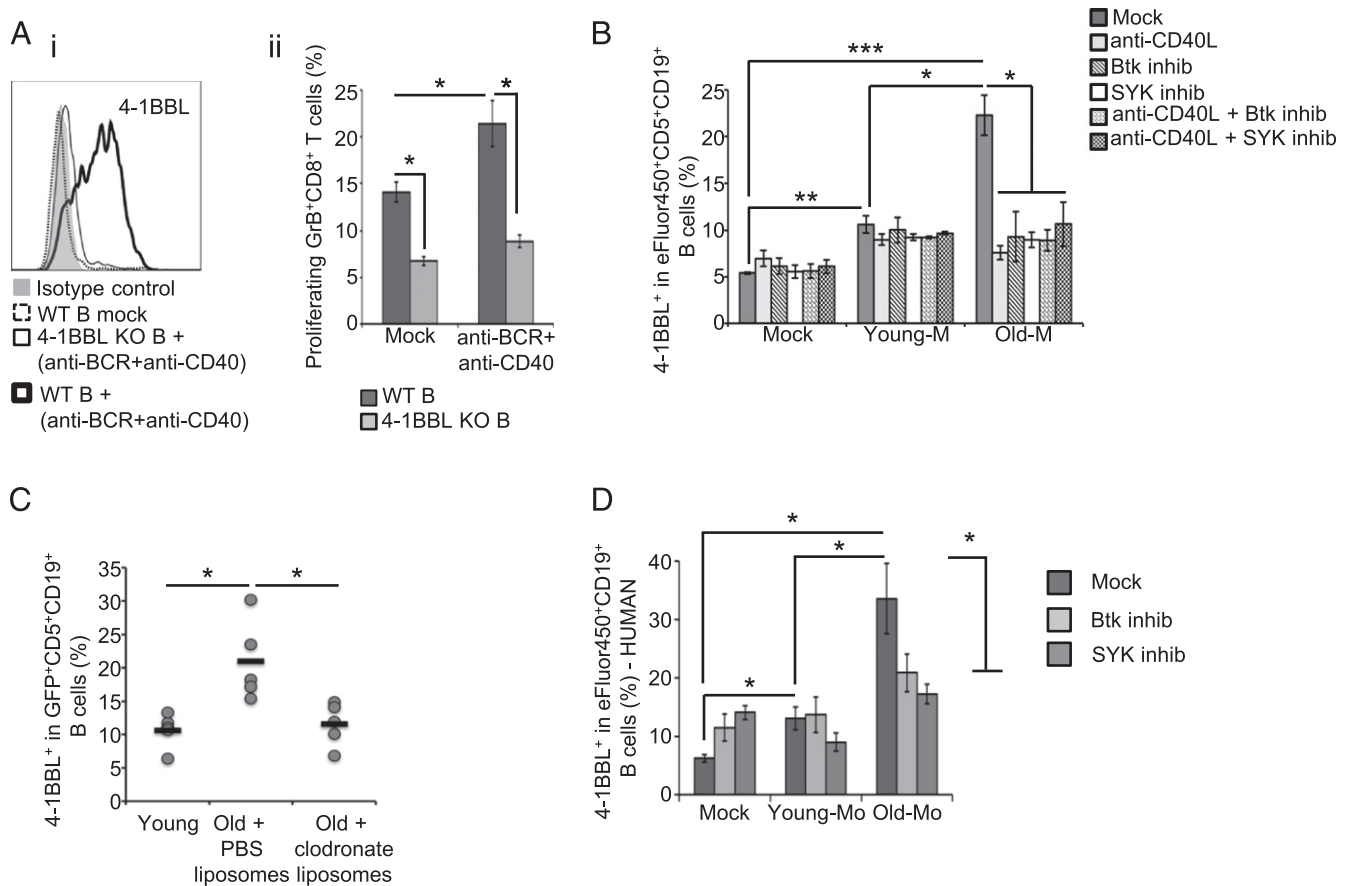 A i
4-1BBL
Isotype control
WT B mock
4-1BBL KO B +
(anti-BCR+anti-CD40)
WT B +
(anti-BCR+anti-CD40)
ii
Proliferating GrB⁺CD8⁺ T cells (%)
25
20
15
10
5
0
*
*
*
Mock
anti-BCR+
anti-CD40
WT B
4-1BBL KO B
B
4-1BBL⁺ in eFluor450⁺CD5⁺CD19⁺
B cells (%)
25
20
15
10
5
0
***
*
*
**
Mock
Young-M
Old-M
Mock
anti-CD40L
Btk inhib
SYK inhib
anti-CD40L + Btk inhib
anti-CD40L + SYK inhib
C
4-1BBL⁺ in GFP⁺CD5⁺CD19⁺
B cells (%)
35
30
25
20
15
10
5
0
*
*
Young
Old +
PBS
liposomes
Old +
clodronate
liposomes
D
4-1BBL⁺ in eFluor450⁺CD19⁺
B cells (%) - HUMAN
40
30
20
10
0
*
*
*
*
Mock
Young-Mo
Old-Mo
Mock
Btk inhib
SYK inhib